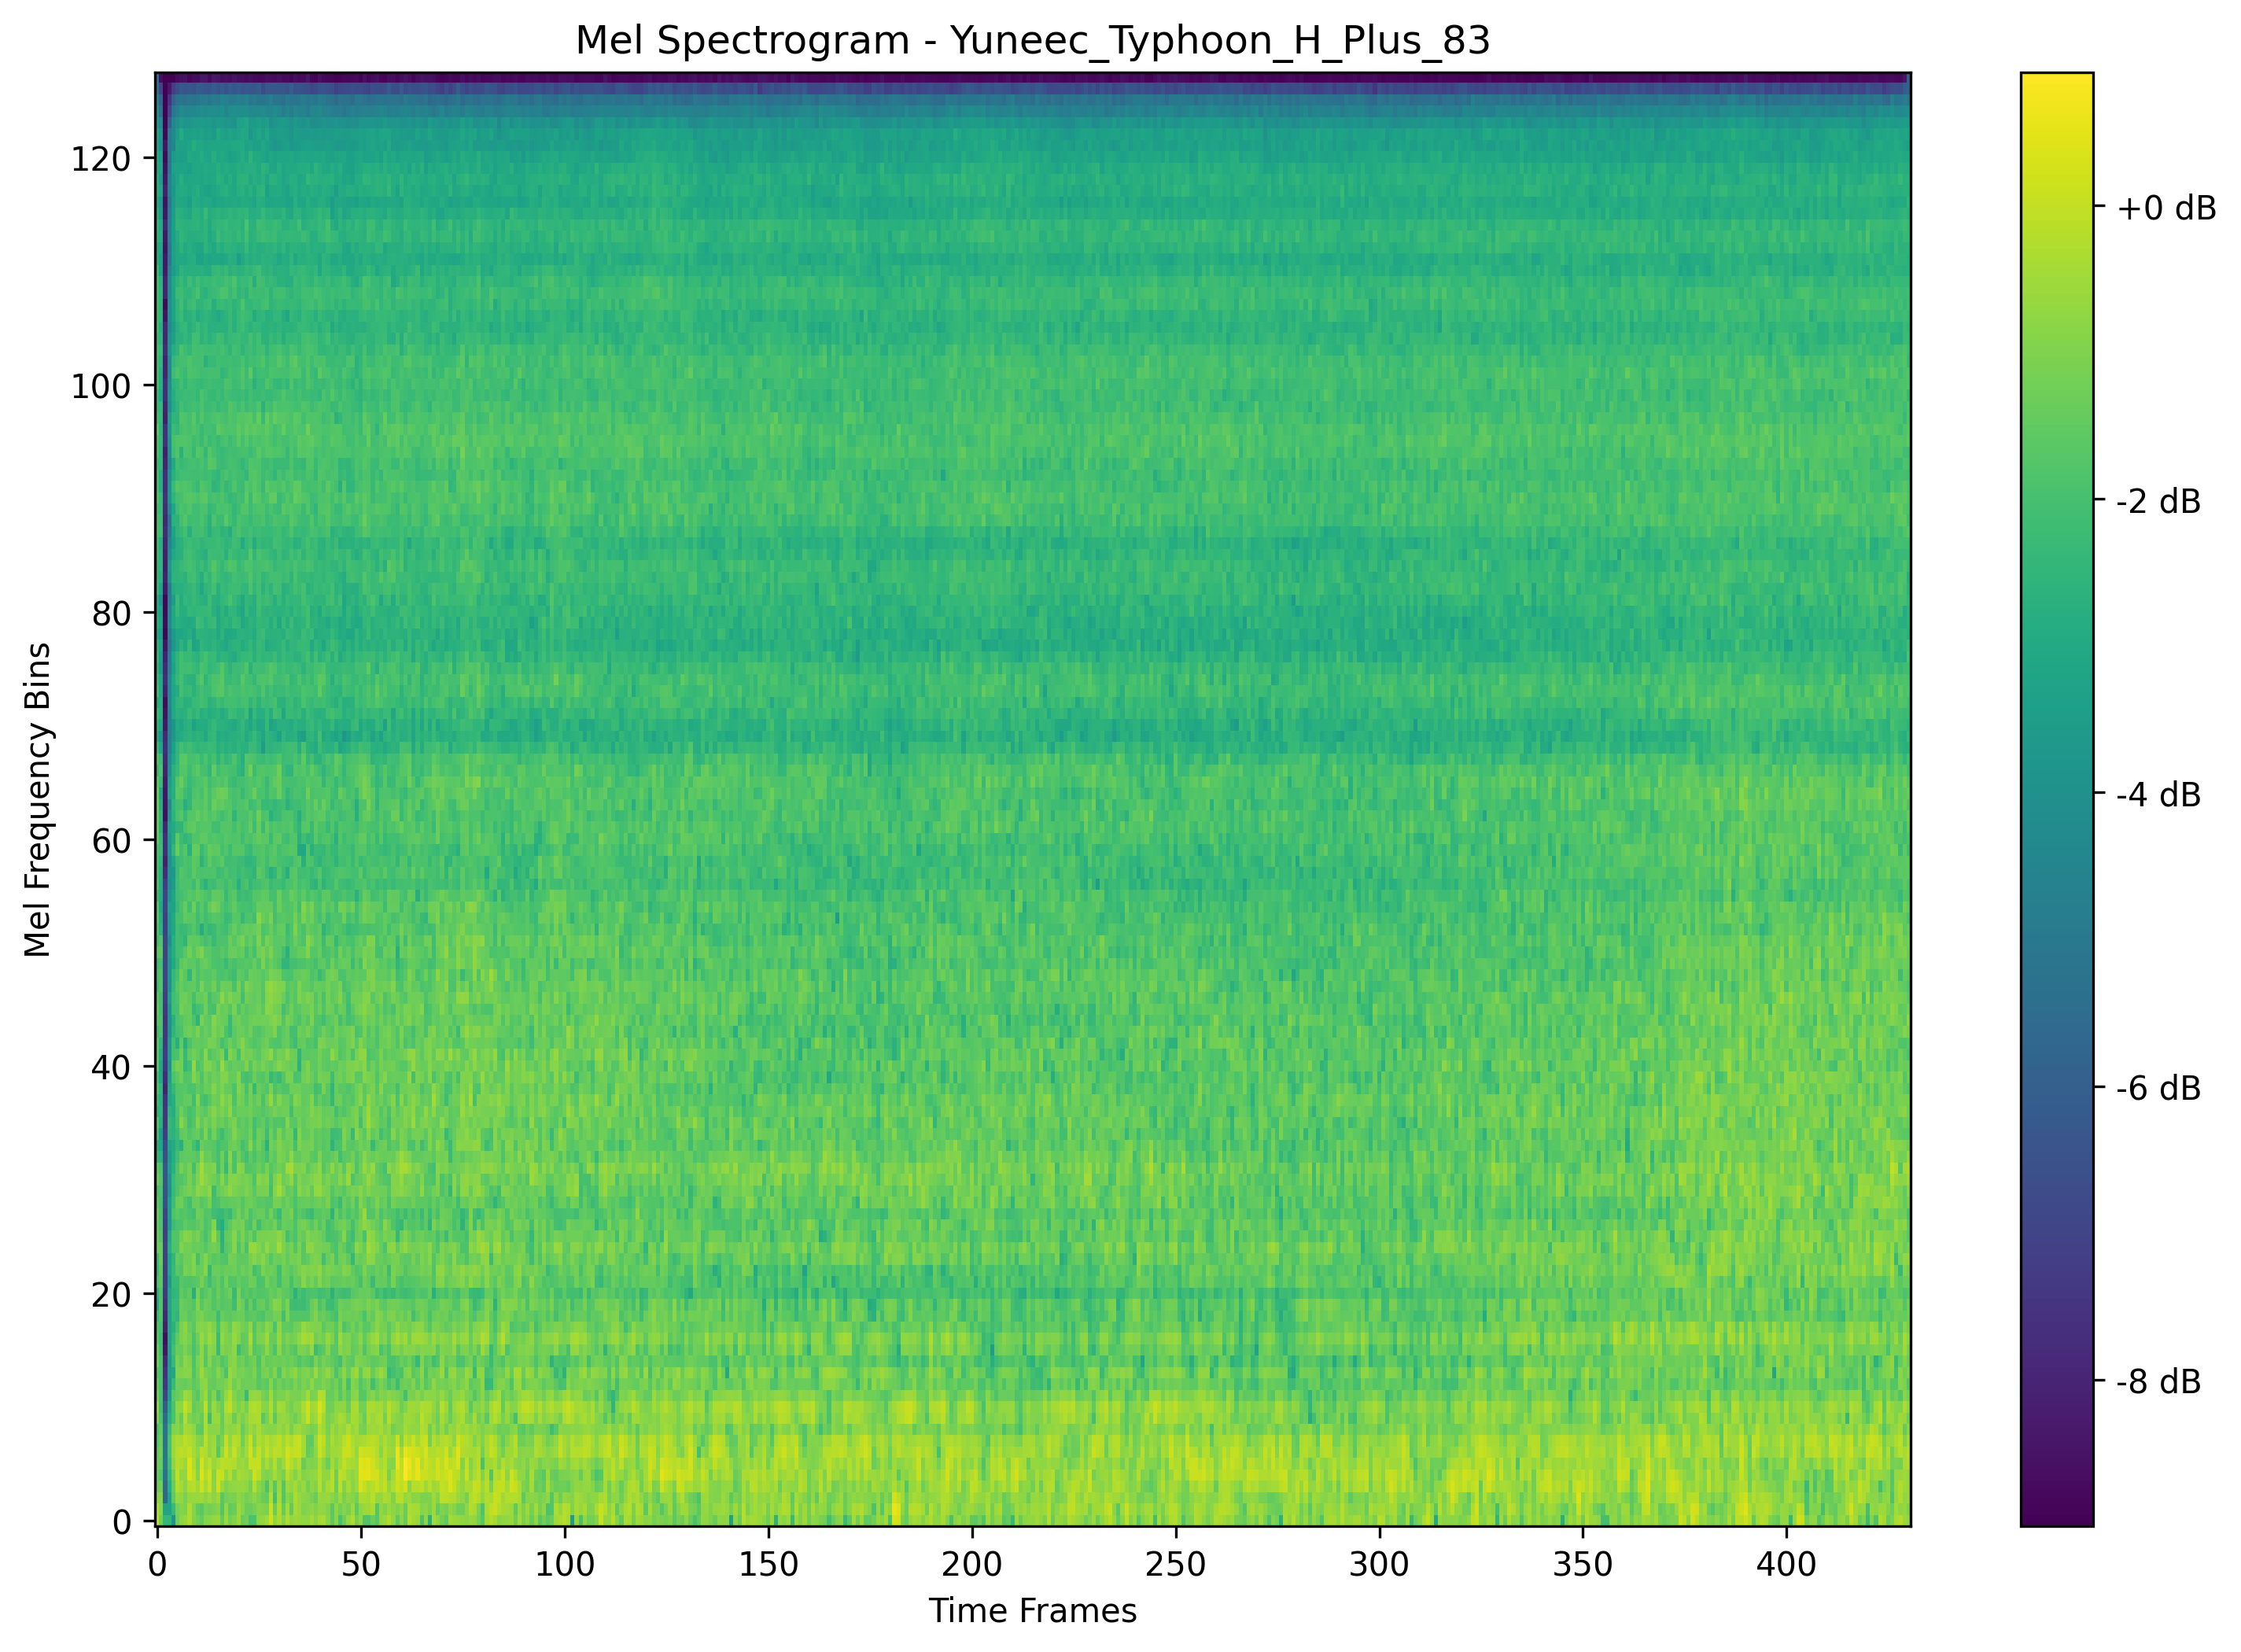 Mel Spectrogram - Yuneec_Typhoon_H_Plus_83
Mel Frequency Bins
120
100
80
60
40
20
0
0 50 100 150 200 250 300 350 400
Time Frames
+0 dB
-2 dB
-4 dB
-6 dB
-8 dB